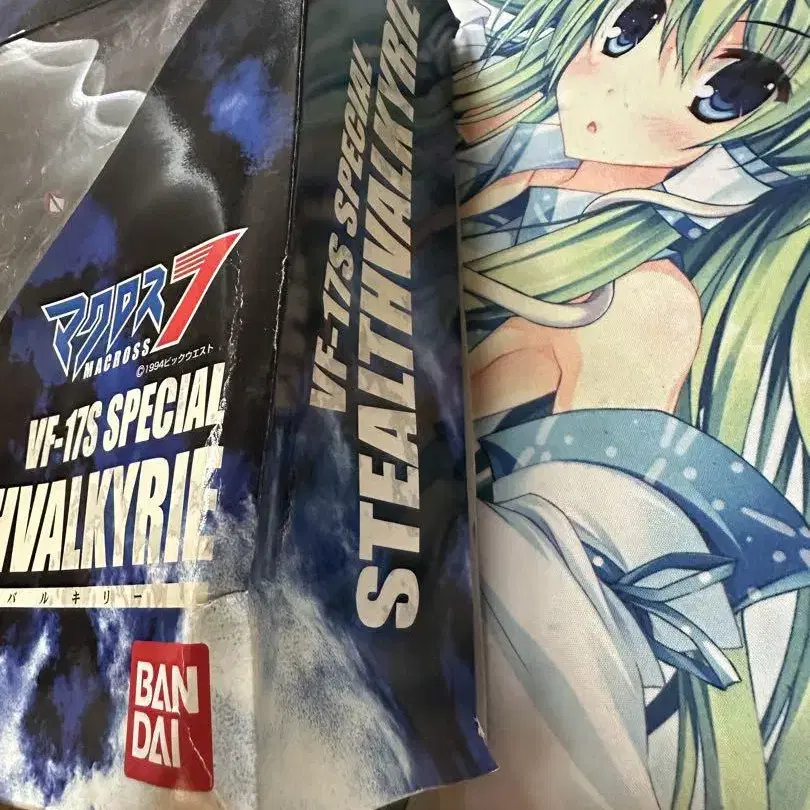 マクロス7
MACROSS
©1994ビックウエスト
VF-17S SPECIAL
HVALKYRIE
バルキリー
BAN
DAI
VF-17S SPECIAL
STEALTHVALKYRIE